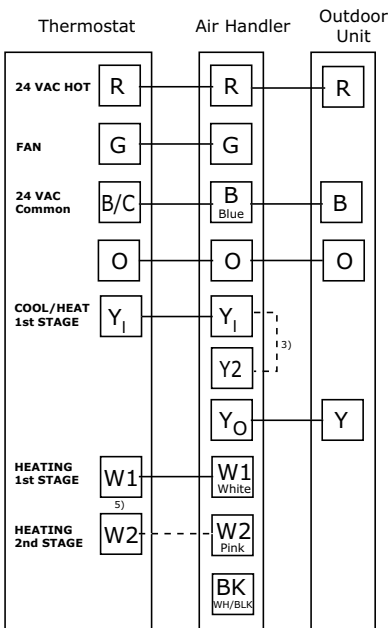 Thermostat Air Handler Outdoor
Unit
24 VAC HOT R R R
FAN G G
24 VAC
Common B/C B B
Blue
O O O
COOL/HEAT
1st STAGE YI YI
3)
Y2
YO Y
HEATING
1st STAGE W1 W1
White
5)
HEATING
2nd STAGE W2 W2
Pink
BK
WH/BLK